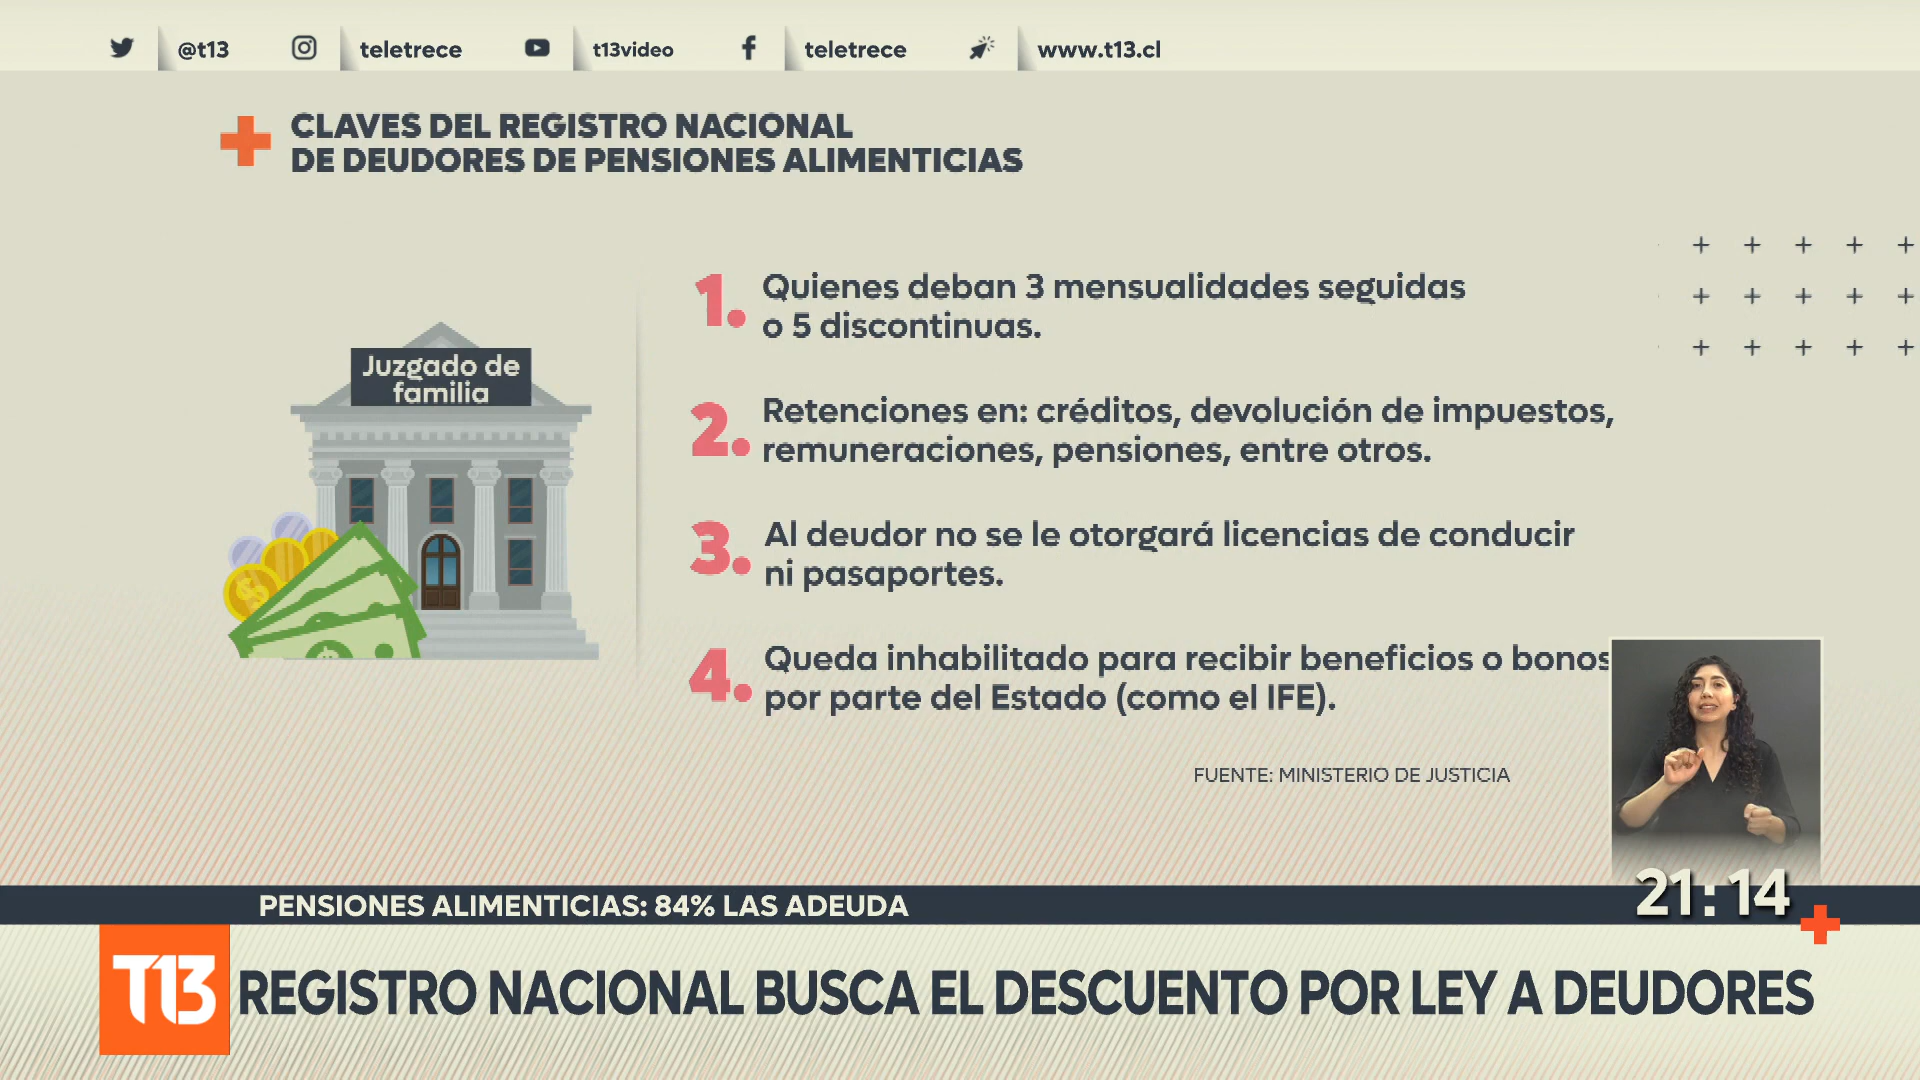 @t13
teletrece
t13video
teletrece
www.t13.cl
CLAVES DEL REGISTRO NACIONAL
DE DEUDORES DE PENSIONES ALIMENTICIAS
Juzgado de
familia
1. Quienes deban 3 mensualidades seguidas
o 5 discontinuas.
2. Retenciones en: créditos, devolución de impuestos,
remuneraciones, pensiones, entre otros.
3. Al deudor no se le otorgará licencias de conducir
ni pasaportes.
4. Queda inhabilitado para recibir beneficios o bonos
por parte del Estado (como el IFE).
FUENTE: MINISTERIO DE JUSTICIA
PENSIONES ALIMENTICIAS: 84% LAS ADEUDA
21:14
T13
REGISTRO NACIONAL BUSCA EL DESCUENTO POR LEY A DEUDORES